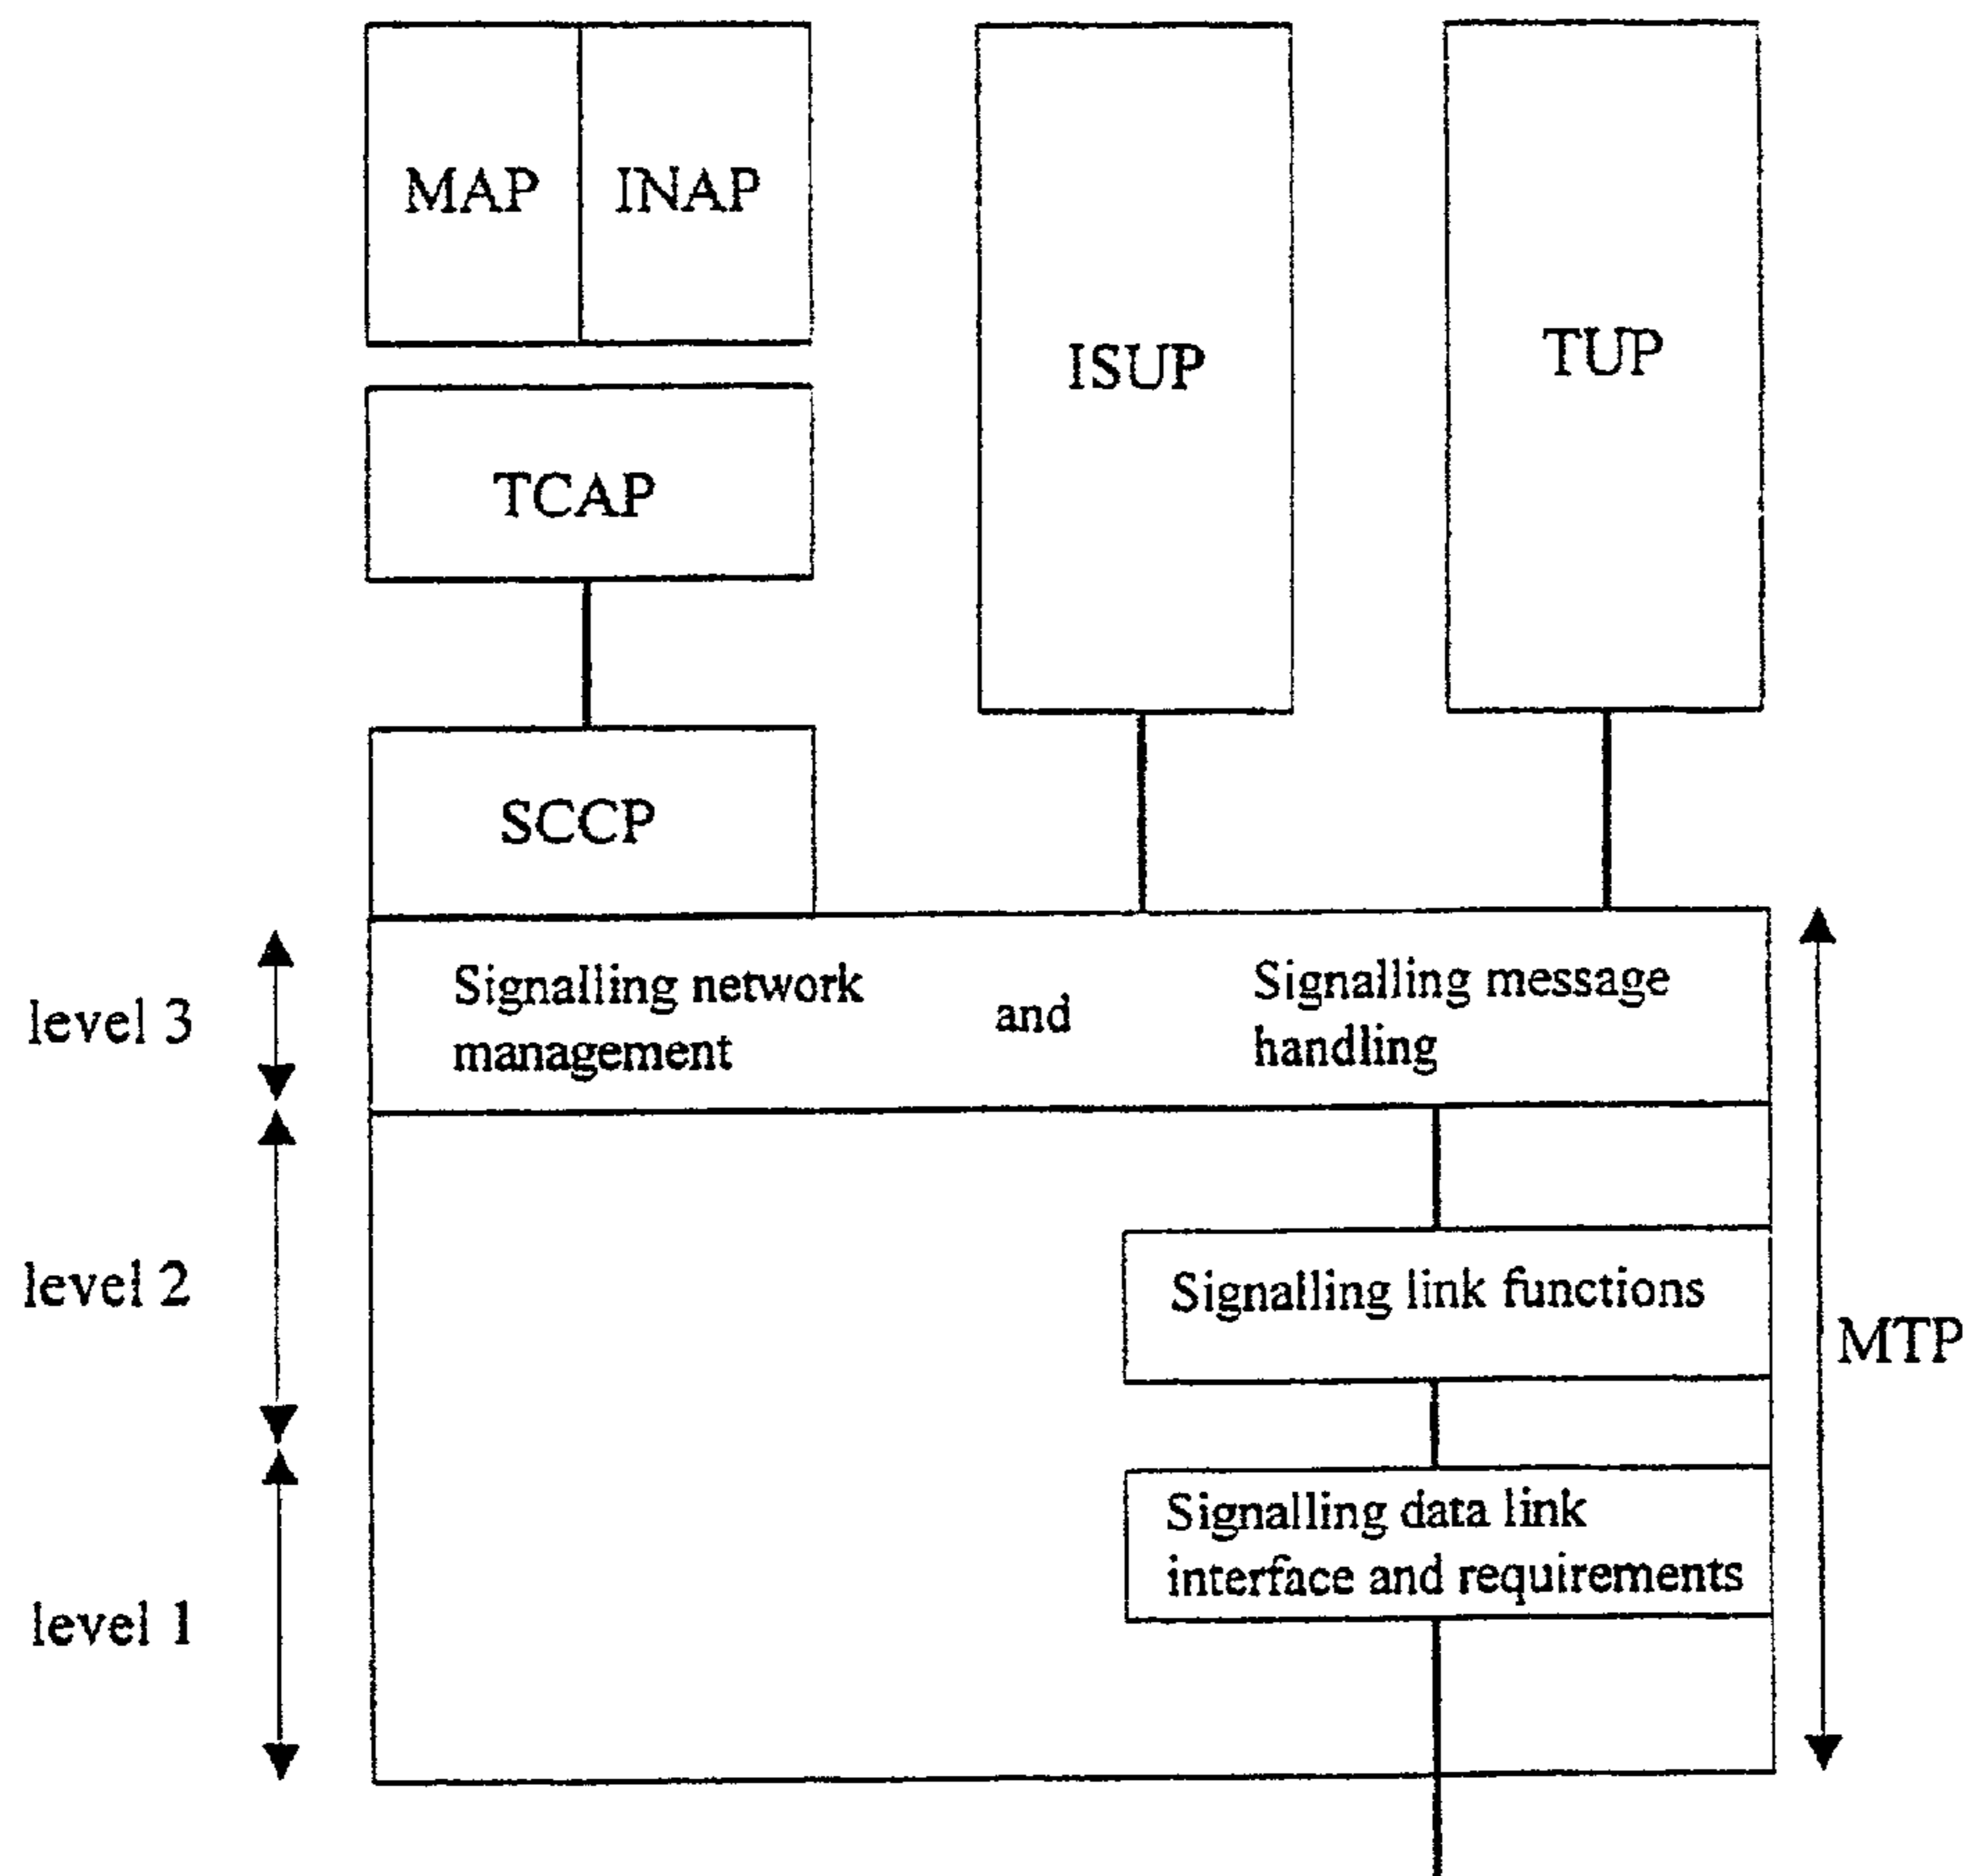 MAP
INAP
ISUP
TUP
TCAP
SCCP
level 3
Signalling network
management
and
Signalling message
handling
level 2
Signalling link functions
MTP
level 1
Signalling data link
interface and requirements